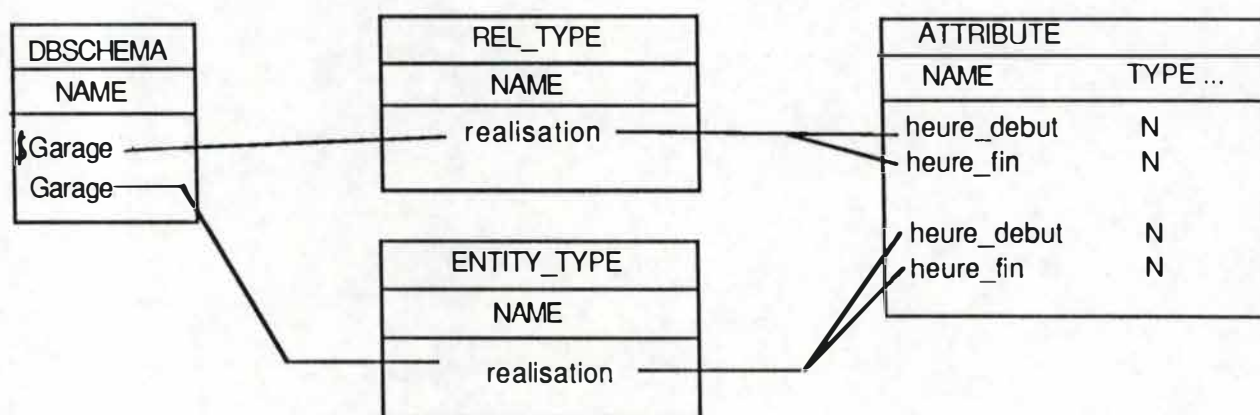 DBSCHEMA
NAME
$Garage
Garage
REL_TYPE
NAME
realisation
ENTITY_TYPE
NAME
realisation
ATTRIBUTE
NAME TYPE ...
heure_debut N
heure_fin N
heure_debut N
heure_fin N